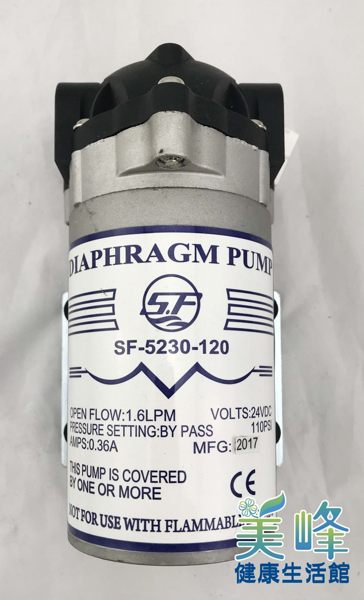 DIAPHRAGM PUMP
S.F
SF-5230-120
OPEN FLOW:1.6LPM VOLTS:24VDC
PRESSURE SETTING:BY PASS 110PSI
AMPS:0.36A MFG: 2017
THIS PUMP IS COVERED
BY ONE OR MORE
CE
NOT FOR USE WITH FLAMMABLE
美峰
健康生活館